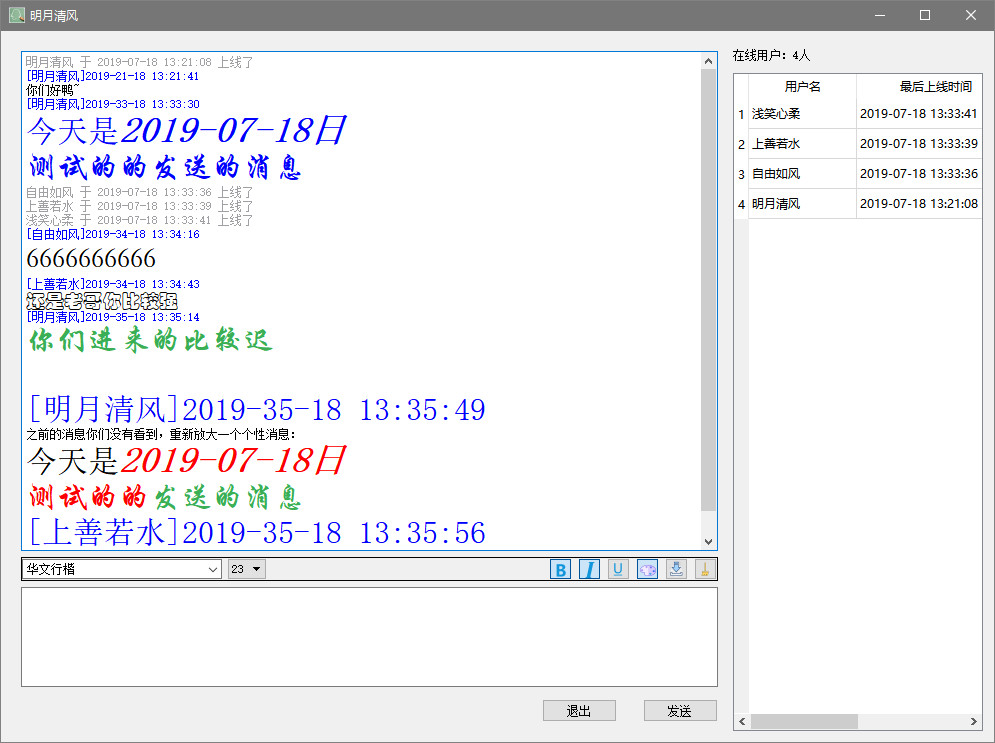 明月清风
明月清风 于 2019-07-18 13:21:08 上线了
[明月清风]2019-21-18 13:21:41
你们好鸭~
[明月清风]2019-33-18 13:33:30
今天是2019-07-18日
测试的的发送的消息
自由如风 于 2019-07-18 13:33:36 上线了
上善若水 于 2019-07-18 13:33:39 上线了
浅笑心柔 于 2019-07-18 13:33:41 上线了
[自由如风]2019-34-18 13:34:16
6666666666
[上善若水]2019-34-18 13:34:43
还是老哥你比较强
[明月清风]2019-35-18 13:35:14
你们进来的比较迟
[明月清风]2019-35-18 13:35:49
之前的消息你们没有看到，重新放大一个个性消息：
今天是2019-07-18日
测试的的发送的消息
[上善若水]2019-35-18 13:35:56
华文行楷 23 B I U
退出 发送
在线用户：4人
用户名 最后上线时间
1 浅笑心柔 2019-07-18 13:33:41
2 上善若水 2019-07-18 13:33:39
3 自由如风 2019-07-18 13:33:36
4 明月清风 2019-07-18 13:21:08